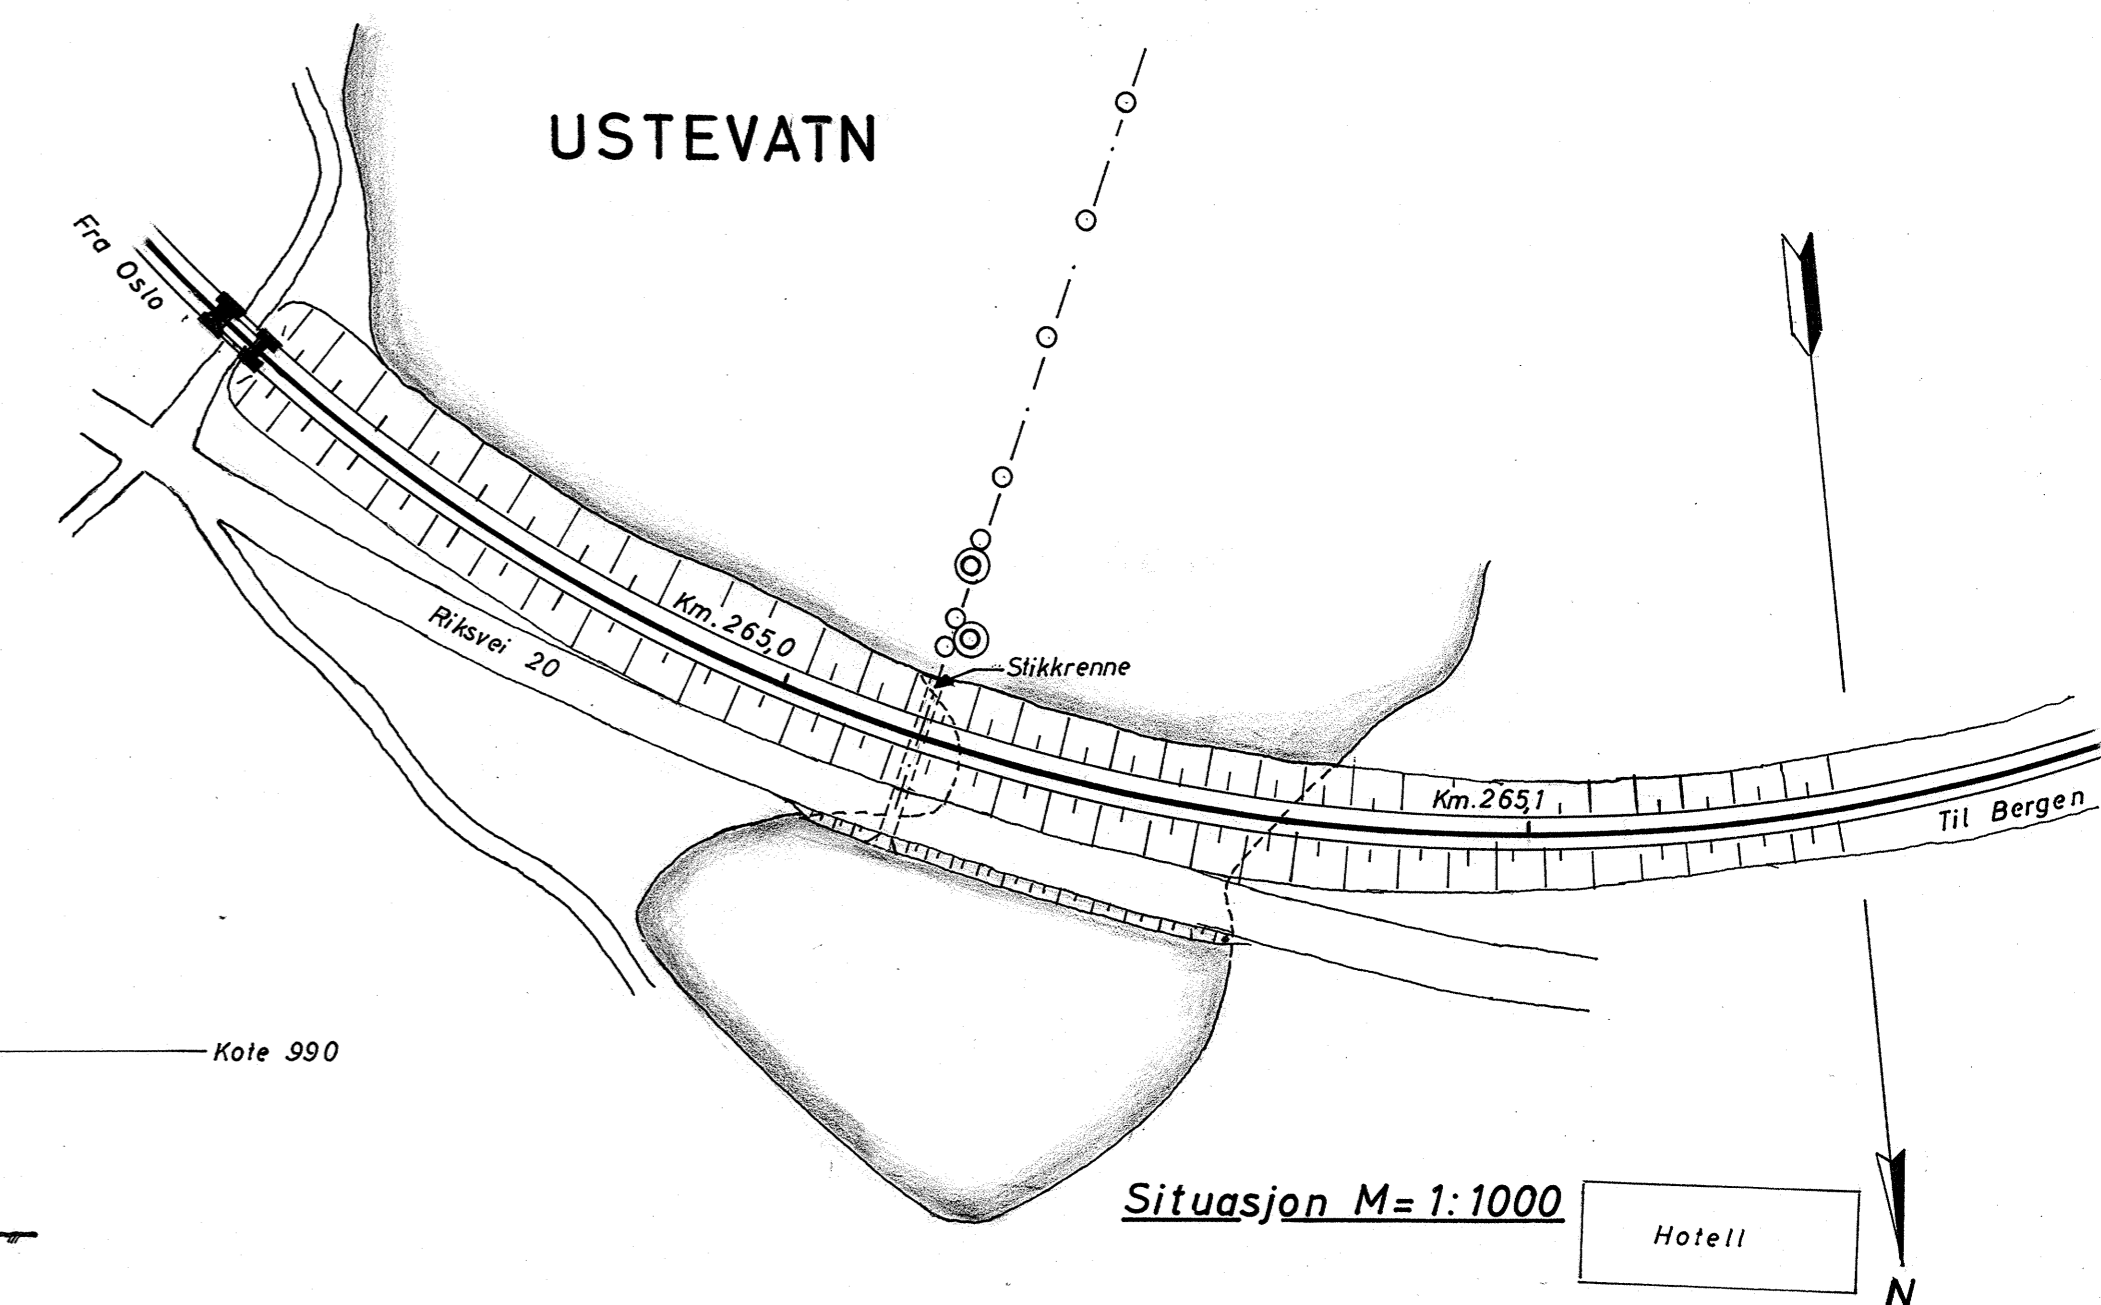 USTEVATN
Fra Oslo
Km. 265,0
Riksvei 20
Stikkrenne
Km. 265,1
Til Bergen
Kote 990
Situasjon M= 1:1000
Hotell
N